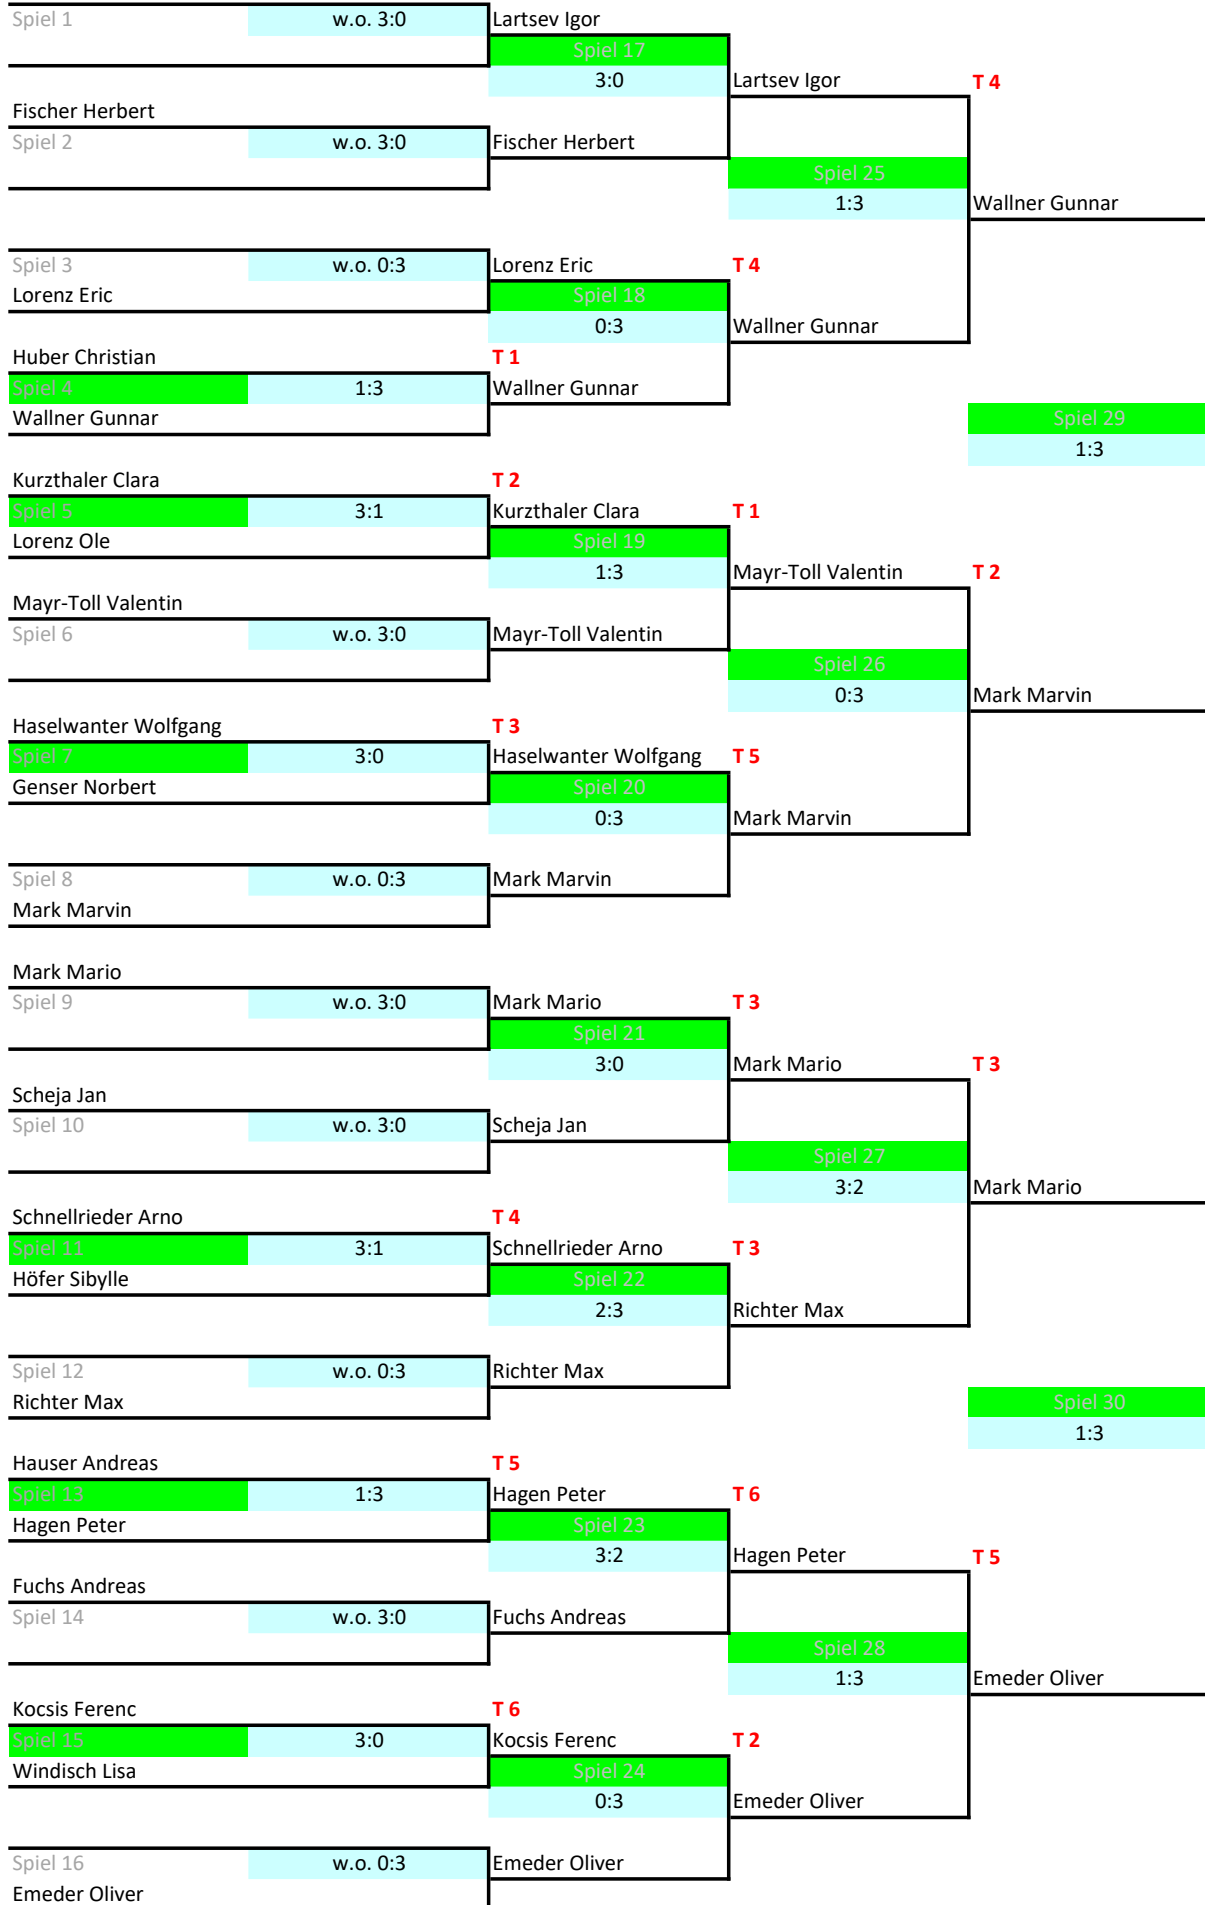 Spiel 1 w.o. 3:0 Lartsev Igor
Spiel 17
3:0 Lartsev Igor T 4
Fischer Herbert
Spiel 2 w.o. 3:0 Fischer Herbert
Spiel 25
1:3 Wallner Gunnar
Spiel 3 w.o. 0:3 Lorenz Eric T 4
Lorenz Eric Spiel 18
0:3 Wallner Gunnar
Huber Christian T 1
Spiel 4 1:3 Wallner Gunnar
Wallner Gunnar Spiel 29
1:3
Kurzthaler Clara T 2
Spiel 5 3:1 Kurzthaler Clara T 1
Lorenz Ole Spiel 19
1:3 Mayr-Toll Valentin T 2
Mayr-Toll Valentin
Spiel 6 w.o. 3:0 Mayr-Toll Valentin
Spiel 26
0:3 Mark Marvin
Haselwanter Wolfgang T 3
Spiel 7 3:0 Haselwanter Wolfgang T 5
Genser Norbert Spiel 20
0:3 Mark Marvin
Spiel 8 w.o. 0:3 Mark Marvin
Mark Marvin
Mark Mario
Spiel 9 w.o. 3:0 Mark Mario T 3
Spiel 21
3:0 Mark Mario T 3
Scheja Jan
Spiel 10 w.o. 3:0 Scheja Jan
Spiel 27
3:2 Mark Mario
Schnellrieder Arno T 4
Spiel 11 3:1 Schnellrieder Arno T 3
Höfer Sibylle Spiel 22
2:3 Richter Max
Spiel 12 w.o. 0:3 Richter Max
Richter Max Spiel 30
1:3
Hauser Andreas T 5
Spiel 13 1:3 Hagen Peter T 6
Hagen Peter Spiel 23
3:2 Hagen Peter T 5
Fuchs Andreas
Spiel 14 w.o. 3:0 Fuchs Andreas
Spiel 28
1:3 Emeder Oliver
Kocsis Ferenc T 6
Spiel 15 3:0 Kocsis Ferenc T 2
Windisch Lisa Spiel 24
0:3 Emeder Oliver
Spiel 16 w.o. 0:3 Emeder Oliver
Emeder Oliver